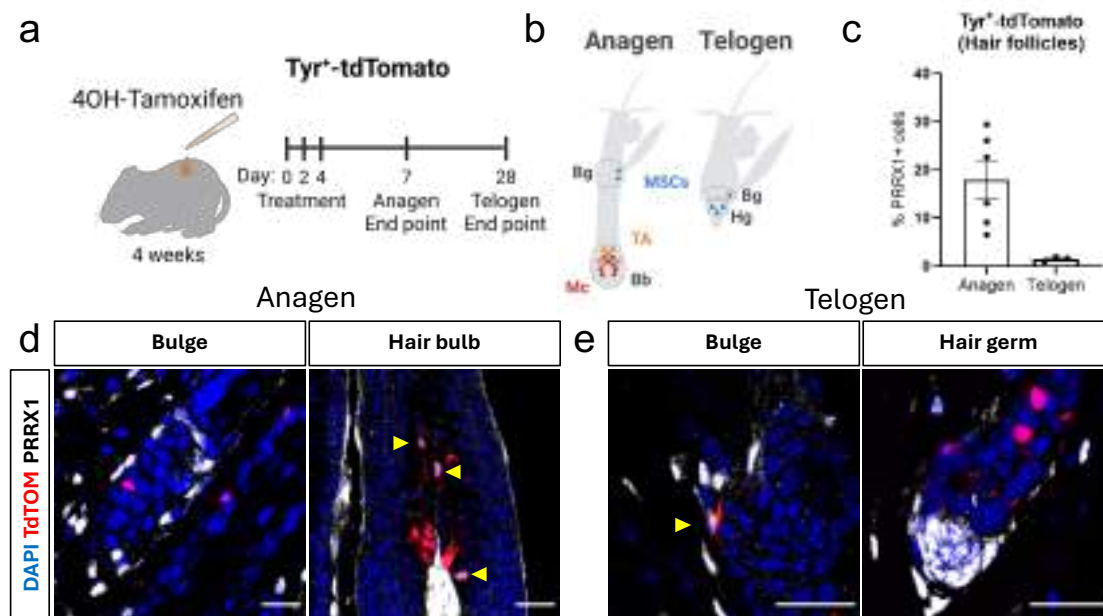 a
4OH-Tamoxifen
4 weeks
Tyr⁺-tdTomato
Day: 0 2 4 7 28
Treatment Anagen Telogen
End point End point
b
Anagen Telogen
Bg
MSCs
Bg
Hg
TA
Mc
Bb
c
Tyr⁺-tdTomato
(Hair follicles)
% PRRX1+ cells
40
30
20
10
0
Anagen Telogen
Anagen
d
Bulge
Hair bulb
DAPI TdTOM PRRX1
Telogen
e
Bulge
Hair germ